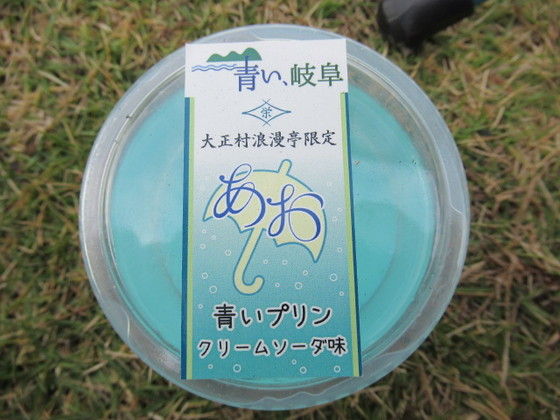 青い、岐阜
栄
大正村浪漫亭限定
あお
青いプリン
クリームソーダ味